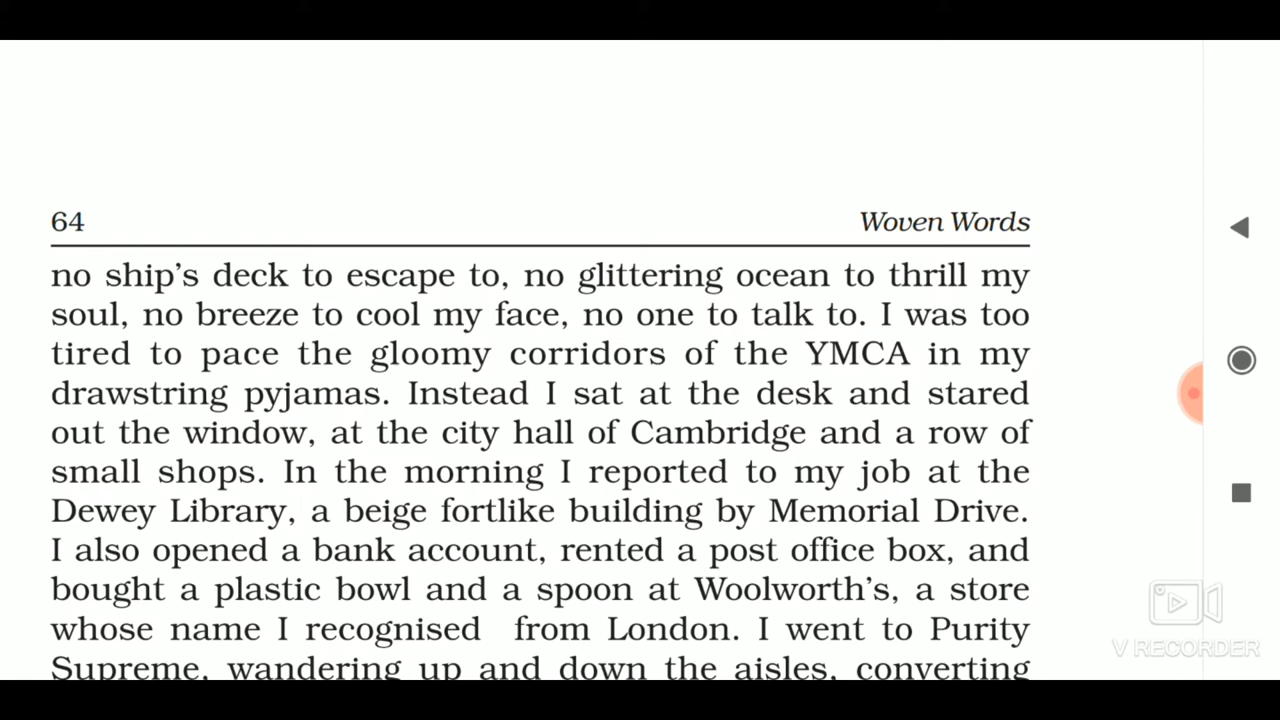 64 Woven Words
no ship's deck to escape to, no glittering ocean to thrill my
soul, no breeze to cool my face, no one to talk to. I was too
tired to pace the gloomy corridors of the YMCA in my
drawstring pyjamas. Instead I sat at the desk and stared
out the window, at the city hall of Cambridge and a row of
small shops. In the morning I reported to my job at the
Dewey Library, a beige fortlike building by Memorial Drive.
I also opened a bank account, rented a post office box, and
bought a plastic bowl and a spoon at Woolworth's, a store
whose name I recognised from London. I went to Purity
Supreme, wandering up and down the aisles, converting
V RECORDER